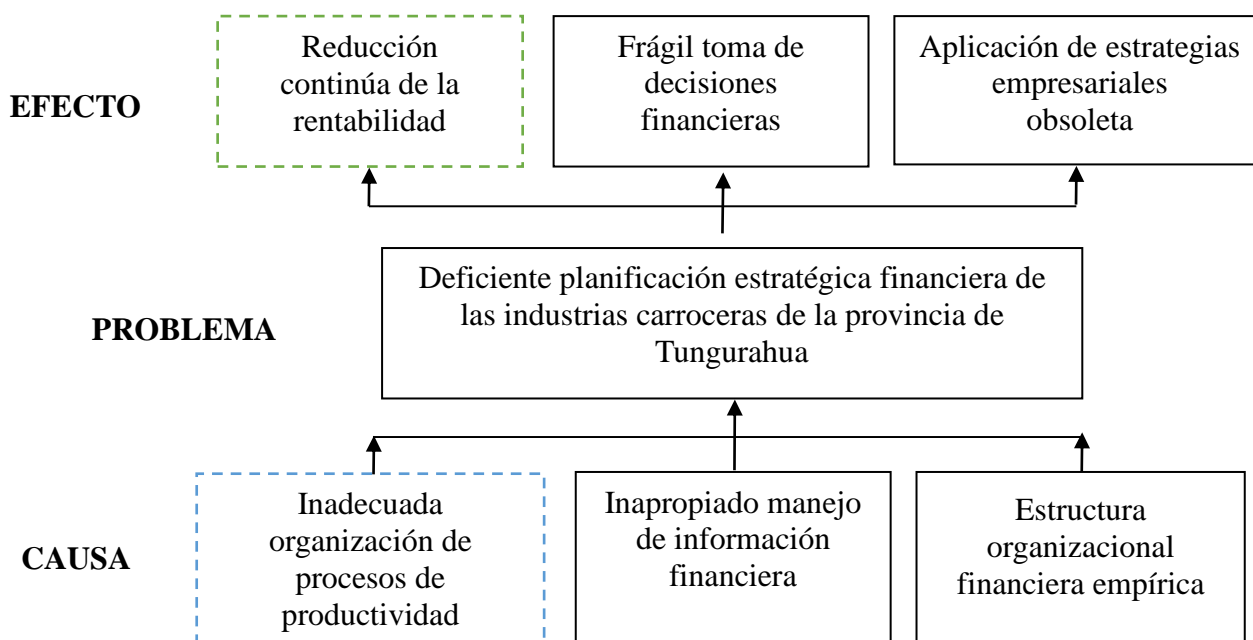 EFECTO
Reducción
continúa de la
rentabilidad
Frágil toma de
decisiones
financieras
Aplicación de estrategias
empresariales
obsoleta
PROBLEMA
Deficiente planificación estratégica financiera de
las industrias carroceras de la provincia de
Tungurahua
CAUSA
Inadecuada
organización de
procesos de
productividad
Inapropiado manejo
de información
financiera
Estructura
organizacional
financiera empírica